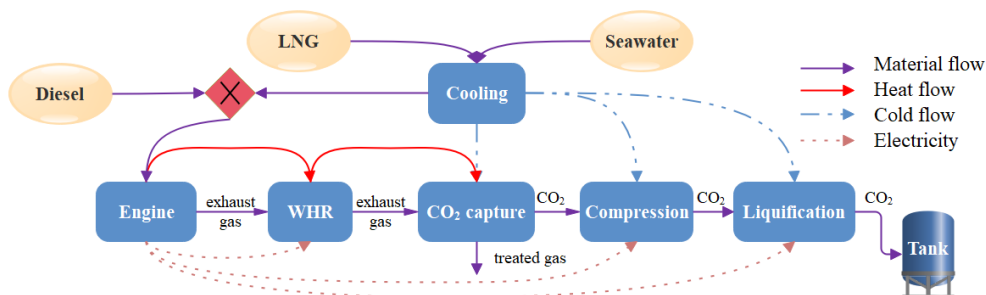 LNG
Seawater
Diesel
Cooling
Material flow
Heat flow
Cold flow
Electricity
Engine
exhaust
gas
WHR
exhaust
gas
CO₂ capture
CO₂
Compression
CO₂
Liquification
CO₂
Tank
treated gas